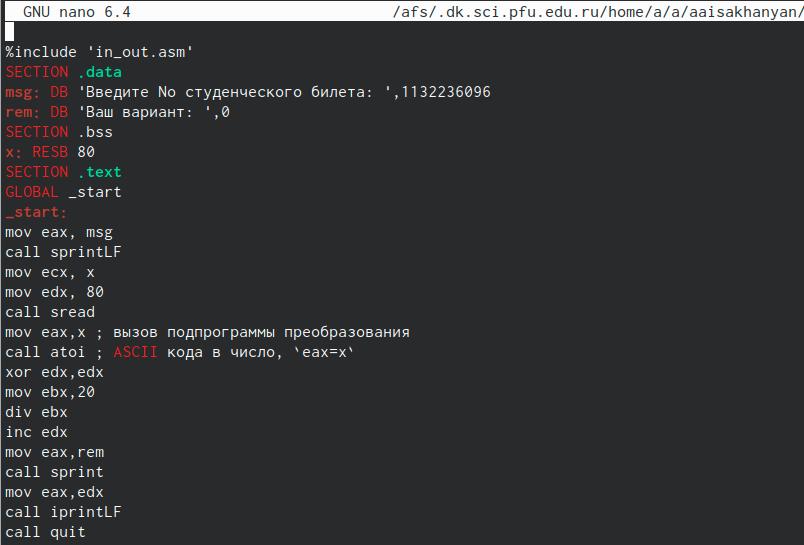 GNU nano 6.4 /afs/.dk.sci.pfu.edu.ru/home/a/a/aaisakhanyan/
%include 'in_out.asm'
SECTION .data
msg: DB 'Введите No студенческого билета: ',1132236096
rem: DB 'Ваш вариант: ',0
SECTION .bss
x: RESB 80
SECTION .text
GLOBAL _start
_start:
mov eax, msg
call sprintLF
mov ecx, x
mov edx, 80
call sread
mov eax,x ; вызов подпрограммы преобразования
call atoi ; ASCII кода в число, `eax=x`
xor edx,edx
mov ebx,20
div ebx
inc edx
mov eax,rem
call sprint
mov eax,edx
call iprintLF
call quit